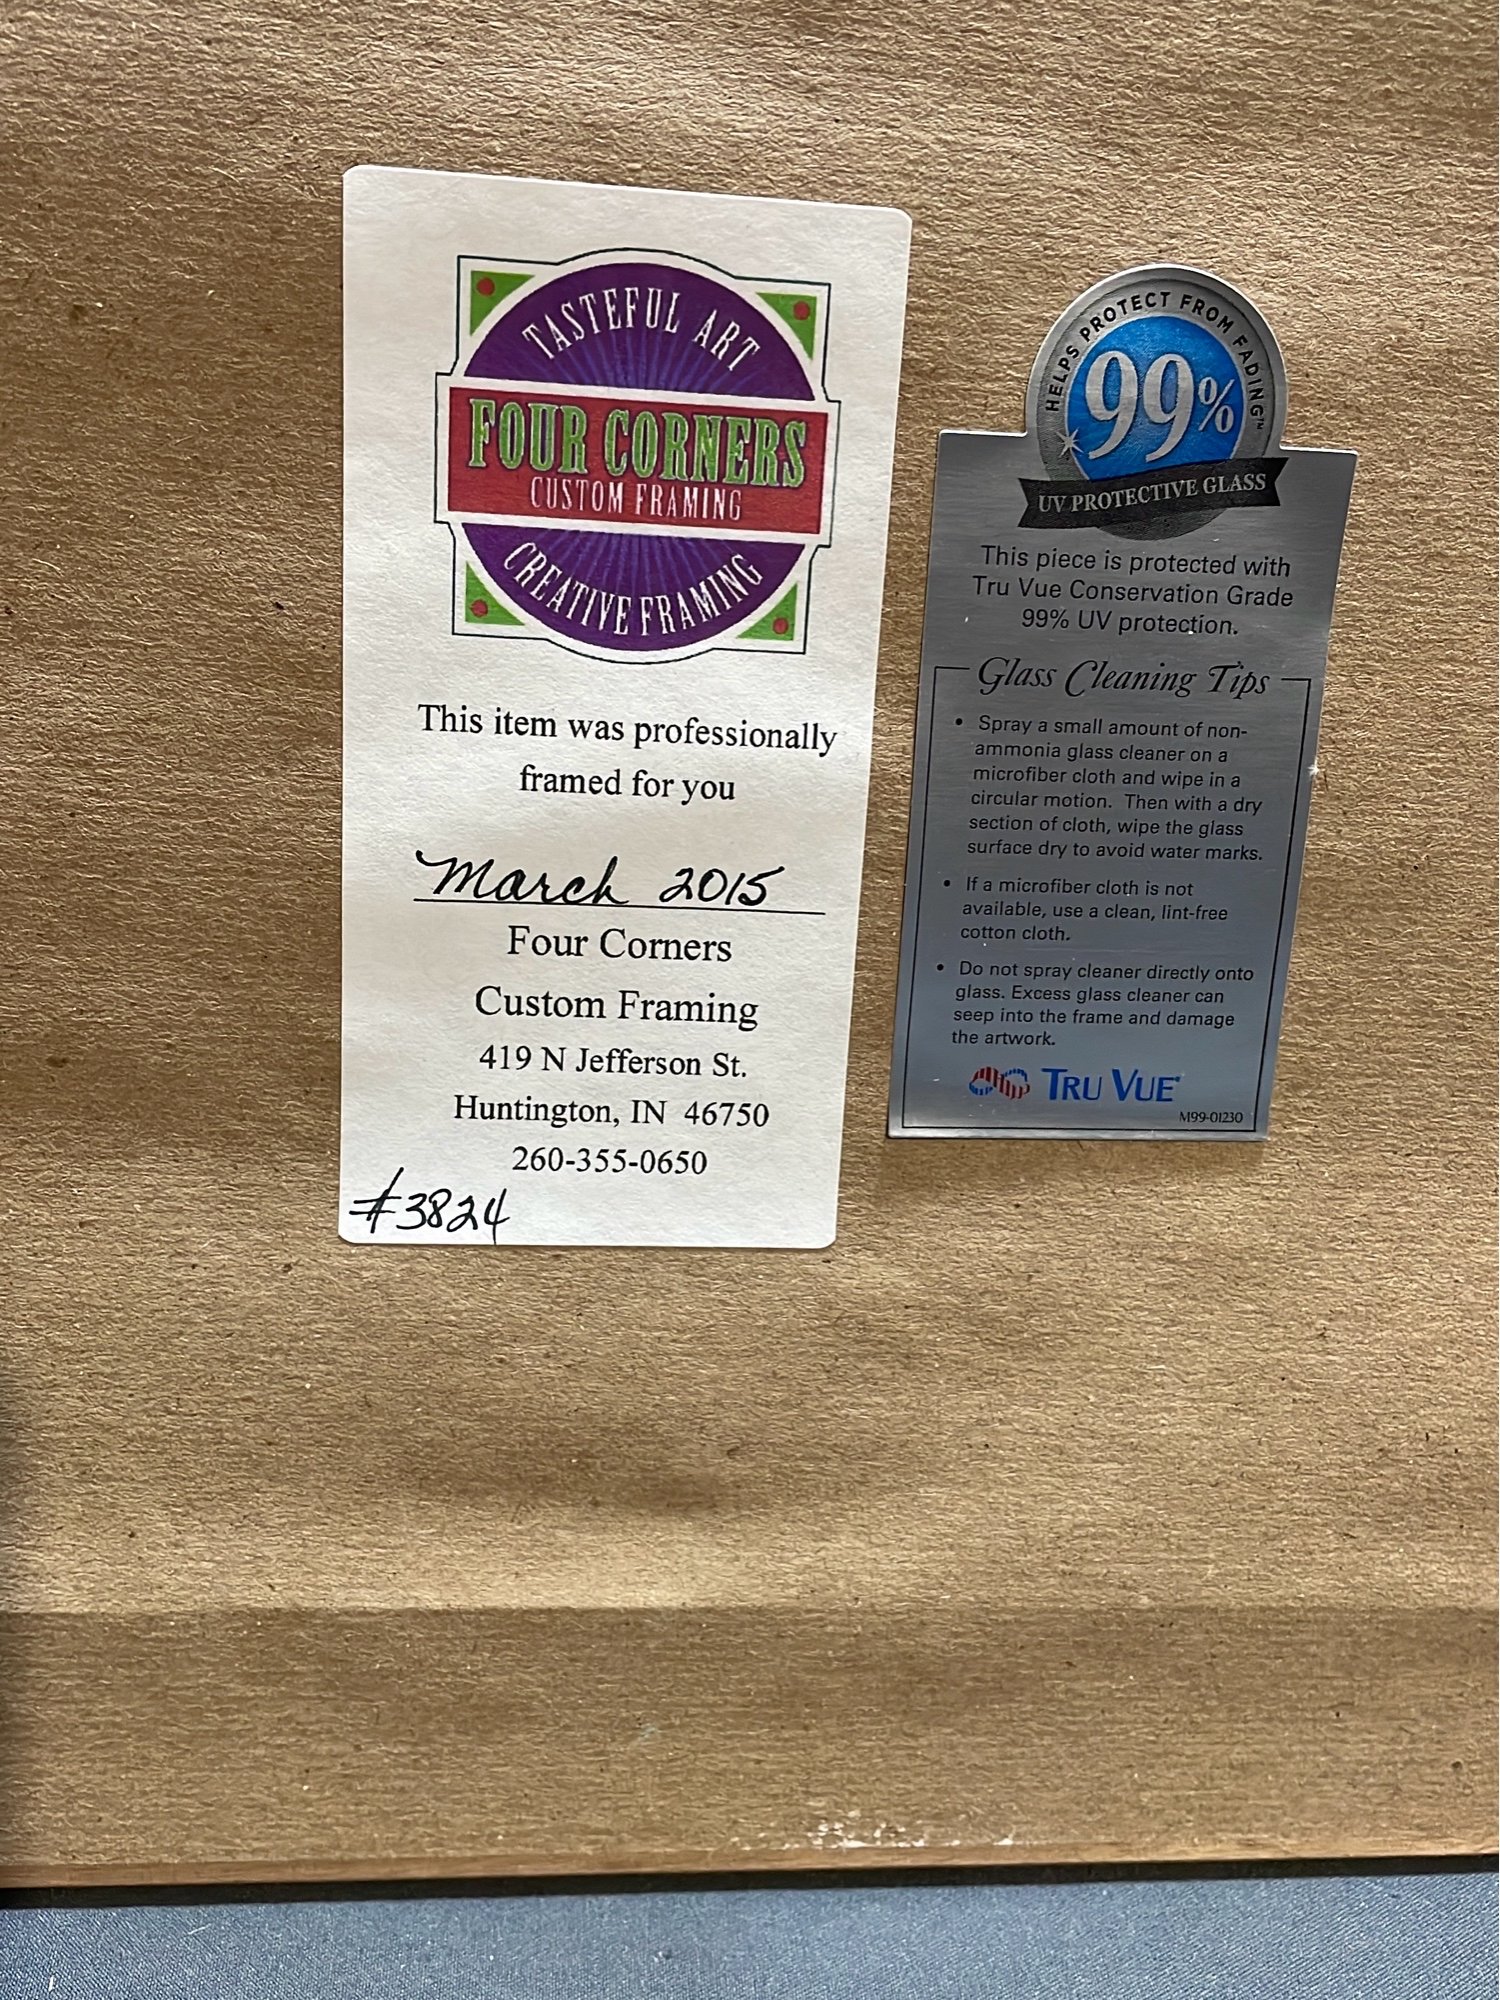 TASTEFUL ART
FOUR CORNERS
CUSTOM FRAMING
CREATIVE FRAMING
This item was professionally
framed for you
March 2015
Four Corners
Custom Framing
419 N Jefferson St.
Huntington, IN 46750
260-355-0650
#3824
HELPS PROTECT FROM FADING™
99%
UV PROTECTIVE GLASS
This piece is protected with
Tru Vue Conservation Grade
99% UV protection.
Glass Cleaning Tips
• Spray a small amount of non-
ammonia glass cleaner on a
microfiber cloth and wipe in a
circular motion. Then with a dry
section of cloth, wipe the glass
surface dry to avoid water marks.
• If a microfiber cloth is not
available, use a clean, lint-free
cotton cloth.
• Do not spray cleaner directly onto
glass. Excess glass cleaner can
seep into the frame and damage
the artwork.
TRU VUE®
M99-01230